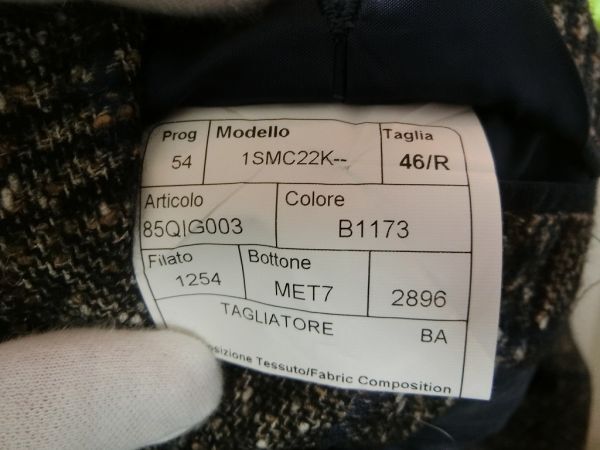 Prog Modello Taglia
54 1SMC22K-- 46/R
Articolo Colore
85QIG003 B1173
Filato Bottone
1254 MET7 2896
TAGLIATORE BA
Tessuto/Fabric Composition